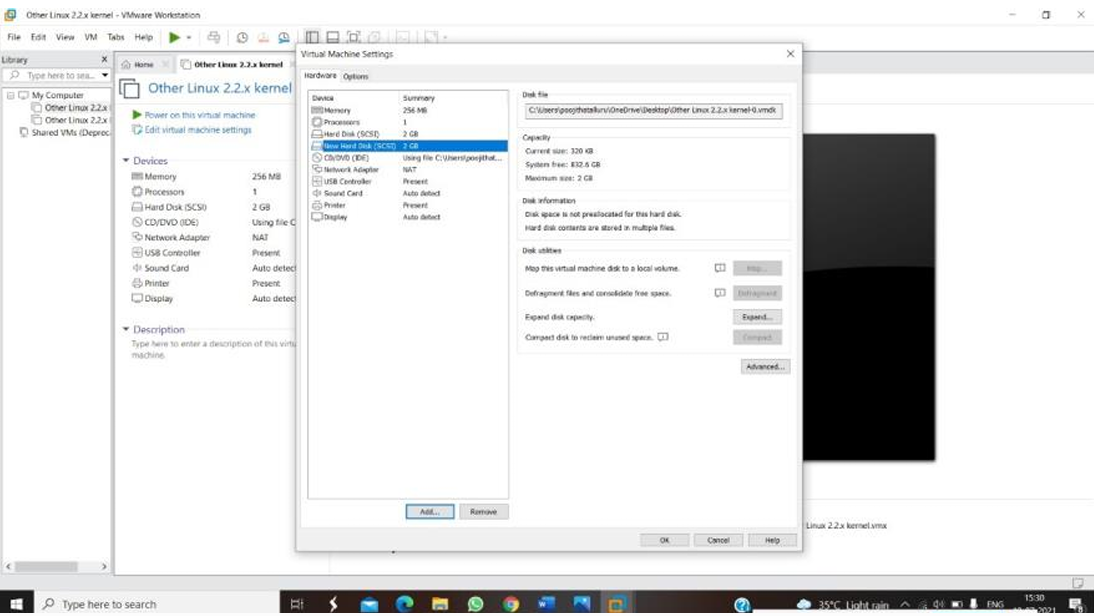 Other Linux 2.2.x kernel - VMware Workstation
File Edit View VM Tabs Help
Library
Type here to sea...
My Computer
Other Linux 2.2.x
Other Linux 2.2.x
Shared VMs (Deprec
Home
Other Linux 2.2.x kernel
Other Linux 2.2.x kernel
Power on this virtual machine
Edit virtual machine settings
Devices
Memory 256 MB
Processors 1
Hard Disk (SCSI) 2 GB
CD/DVD (IDE) Using file C
Network Adapter NAT
USB Controller Present
Sound Card Auto detect
Printer Present
Display Auto detect
Description
Type here to enter a description of this virtu
machine.
Virtual Machine Settings
Hardware Options
Device Summary
Memory 256 MB
Processors 1
Hard Disk (SCSI) 2 GB
New Hard Disk (SCSI) 2 GB
CD/DVD (IDE) Using file C:\Users\poejithat...
Network Adapter NAT
USB Controller Present
Sound Card Auto detect
Printer Present
Display Auto detect
Add... Remove
Disk file
C:\Users\poejithatalluru\OneDrive\Desktop\Other Linux 2.2.x kernel-0.vmdk
Capacity
Current size: 320 KB
System free: 832.6 GB
Maximum size: 2 GB
Disk information
Disk space is not preallocated for this hard disk.
Hard disk contents are stored in multiple files.
Disk utilities
Map this virtual machine disk to a local volume. Map...
Defragment files and consolidate free space. Defragment
Expand disk capacity. Expand...
Compact disk to reclaim unused space. Compact
Advanced...
OK Cancel Help
Linux 2.2.x kernel.vmx
Type here to search
35°C Light rain
ENG
15:30